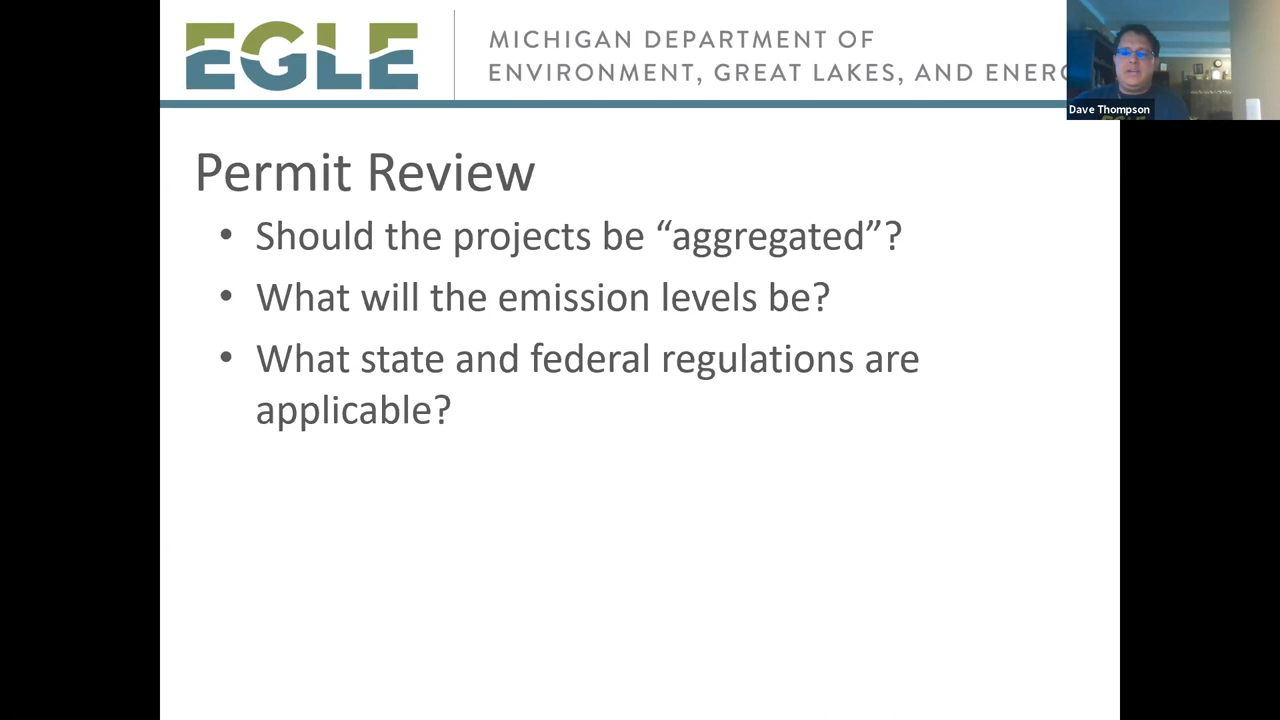 EGLE
MICHIGAN DEPARTMENT OF
ENVIRONMENT, GREAT LAKES, AND ENERG
Dave Thompson
Permit Review
• Should the projects be “aggregated”?
• What will the emission levels be?
• What state and federal regulations are
applicable?